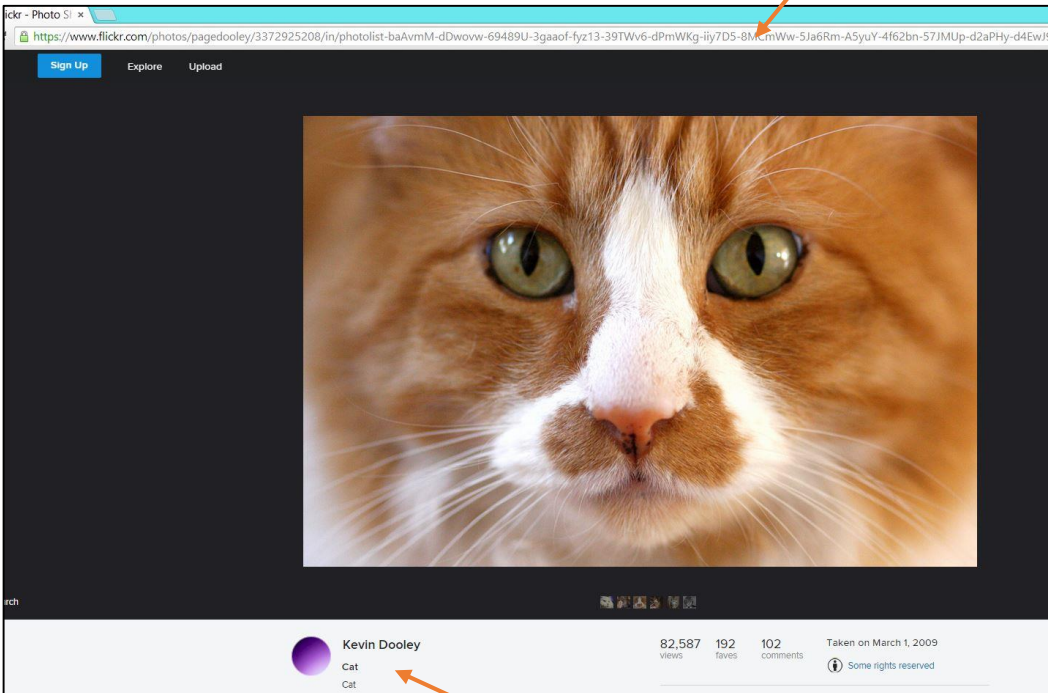 ickr - Photo S
https://www.flickr.com/photos/pagedooley/3372925208/in/photolist-baAvmM-dDwovw-69489U-3gaaof-fyz13-39TWv6-dPmWKg-iiy7D5-8MCmWw-5Ja6Rm-A5yuY-4f62bn-57JMUp-d2aPHy-d4EwJ9
Sign Up Explore Upload
rch
Kevin Dooley 82,587 192 102 Taken on March 1, 2009
views faves comments
Cat Some rights reserved
Cat